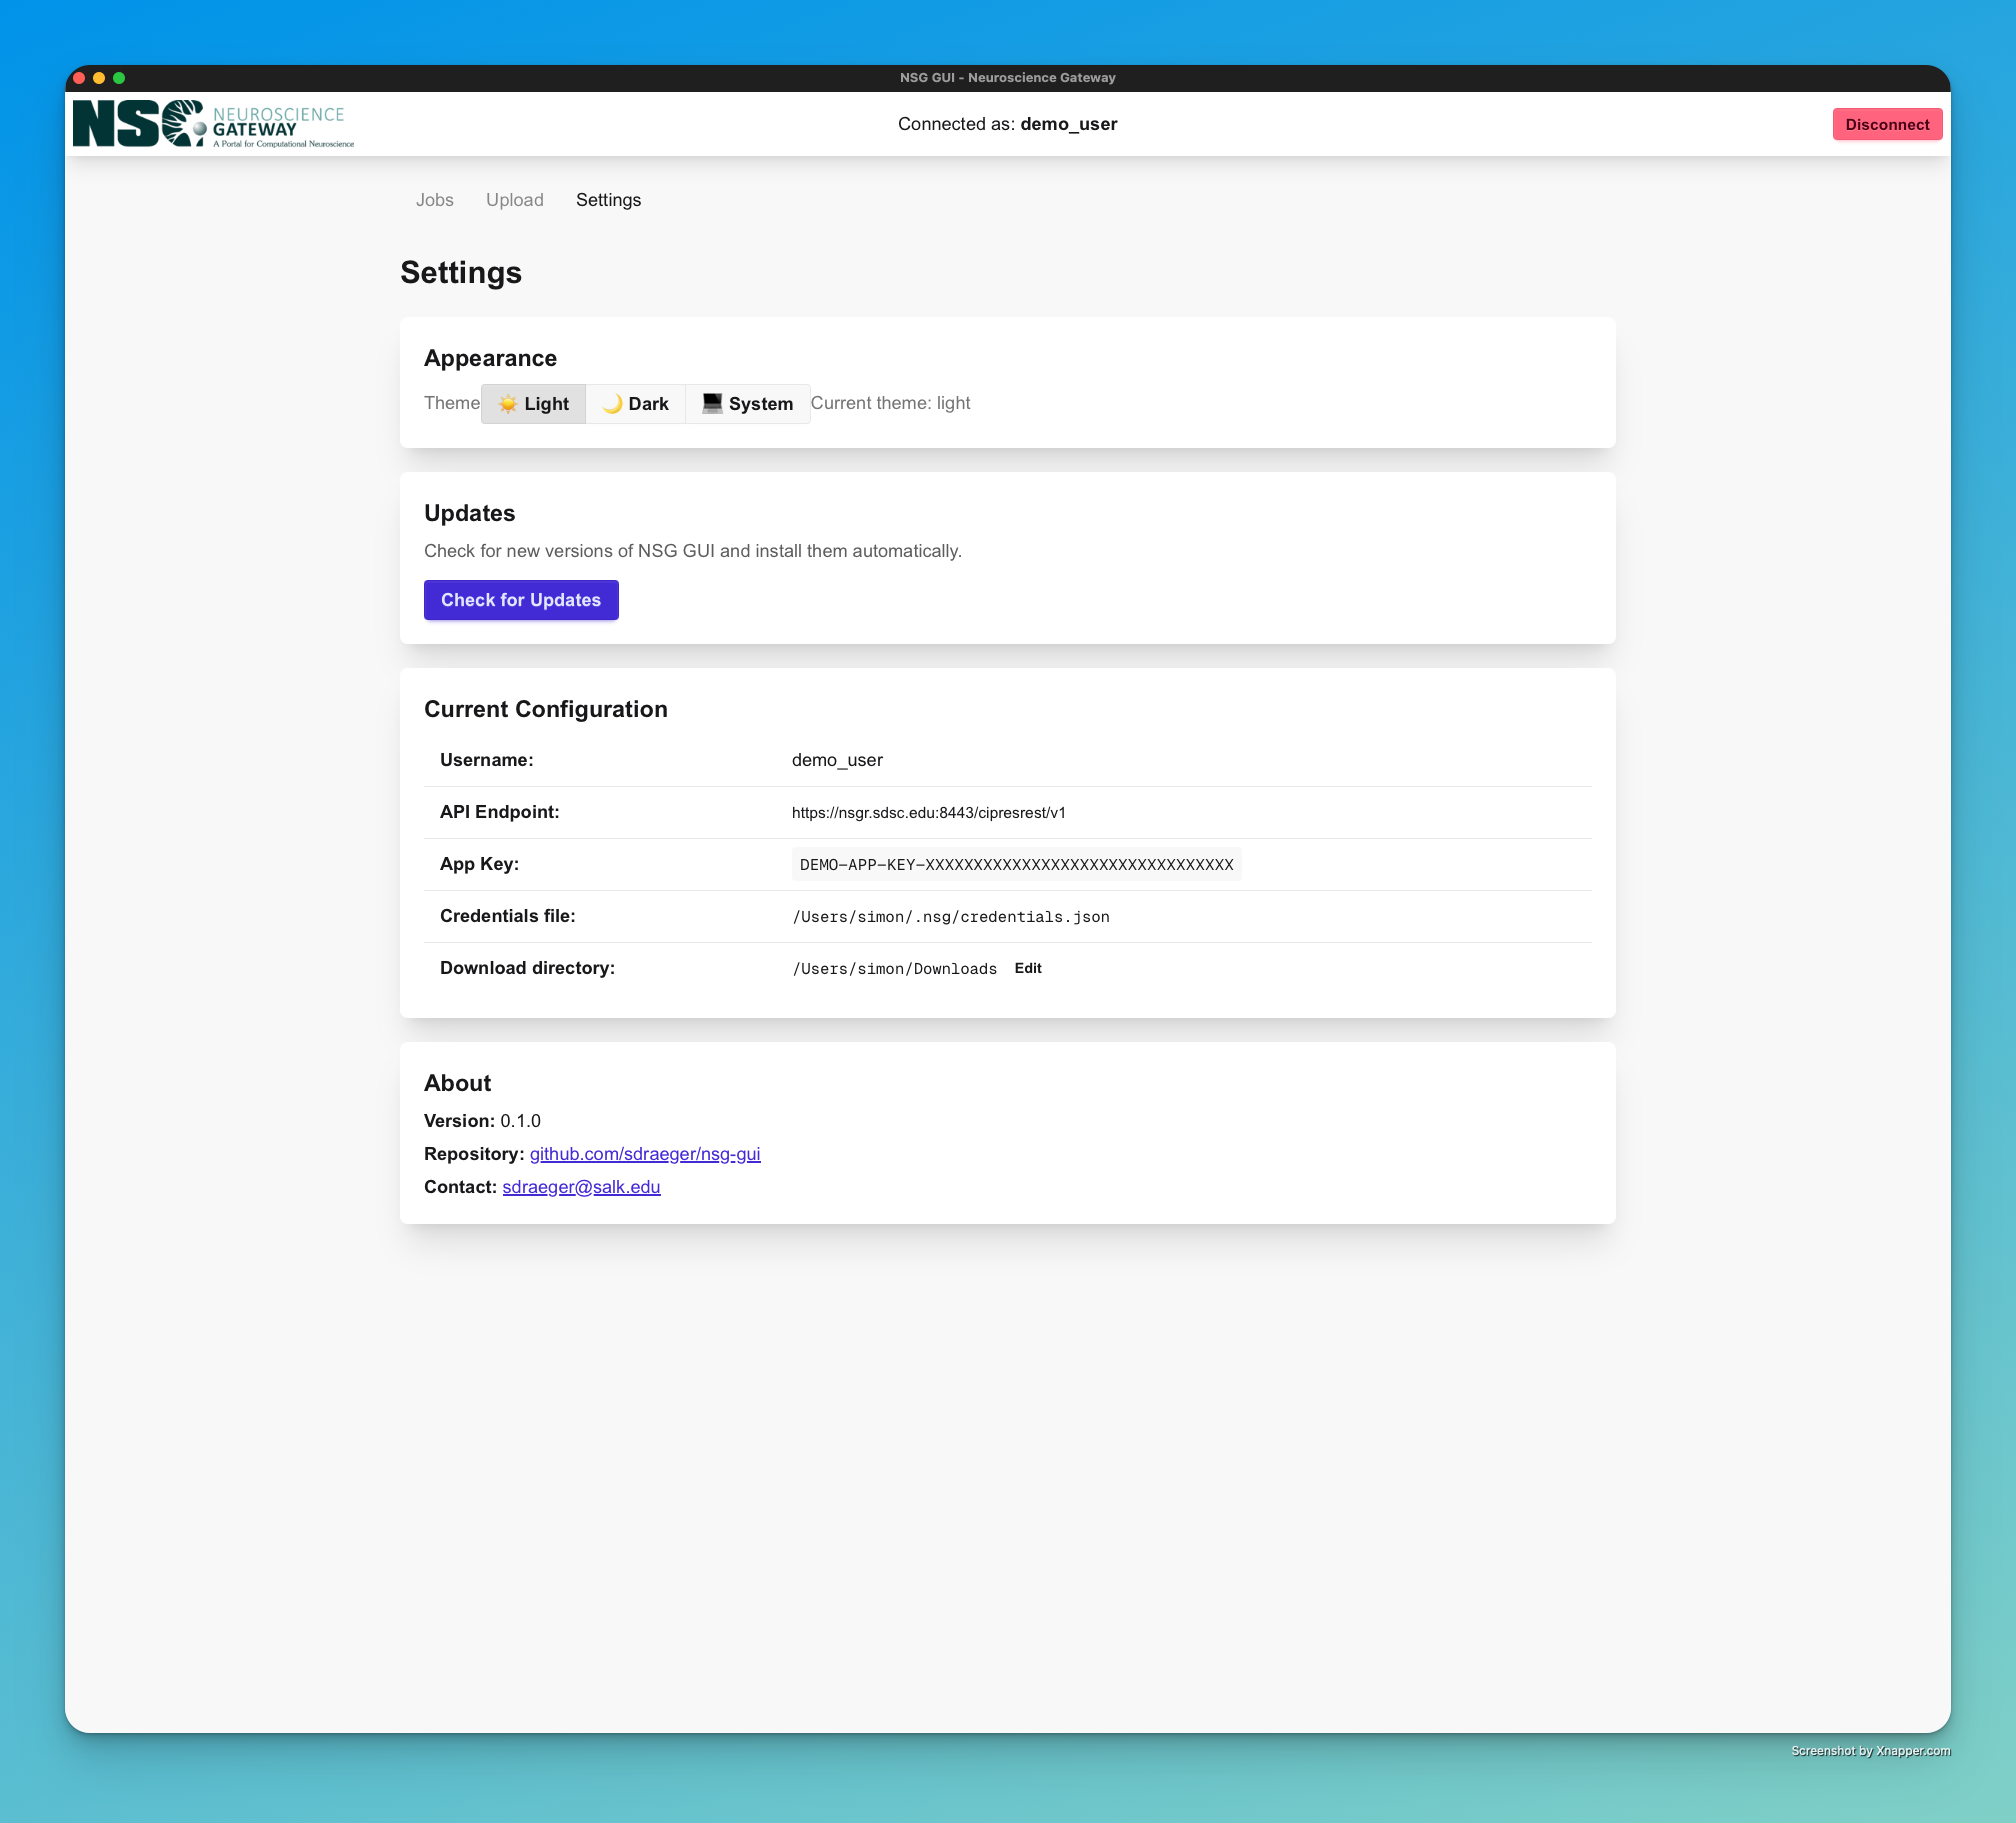 NSG GUI - Neuroscience Gateway
NSG NEUROSCIENCE
GATEWAY
A Portal for Computational Neuroscience
Connected as: demo_user
Disconnect
Jobs Upload Settings
Settings
Appearance
Theme Light Dark System Current theme: light
Updates
Check for new versions of NSG GUI and install them automatically.
Check for Updates
Current Configuration
Username: demo_user
API Endpoint: https://nsgr.sdsc.edu:8443/cipresrest/v1
App Key: DEMO-APP-KEY-XXXXXXXXXXXXXXXXXXXXXXXXXXXXXXXX
Credentials file: /Users/simon/.nsg/credentials.json
Download directory: /Users/simon/Downloads Edit
About
Version: 0.1.0
Repository: github.com/sdraeger/nsg-gui
Contact: sdraeger@salk.edu
Screenshot by Xnapper.com